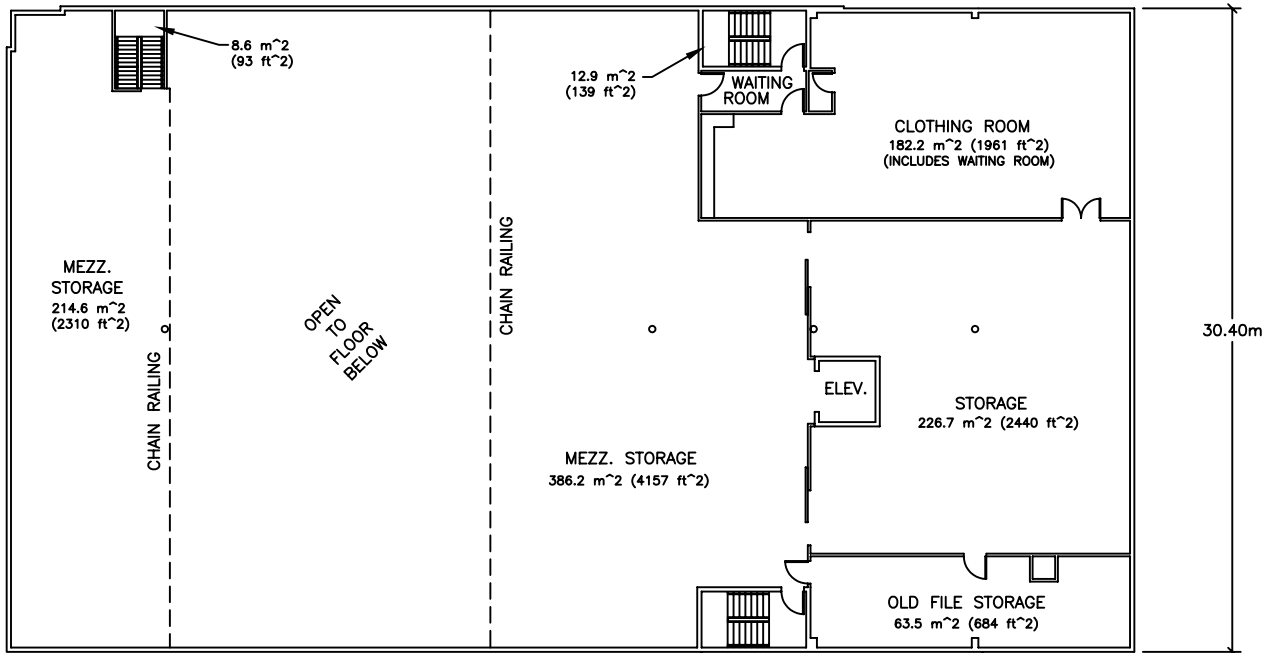 8.6 m^2
(93 ft^2)
12.9 m^2
(139 ft^2)
WAITING
ROOM
CLOTHING ROOM
182.2 m^2 (1961 ft^2)
(INCLUDES WAITING ROOM)
MEZZ.
STORAGE
214.6 m^2
(2310 ft^2)
CHAIN RAILING
OPEN
TO
FLOOR
BELOW
CHAIN RAILING
30.40m
ELEV.
STORAGE
226.7 m^2 (2440 ft^2)
MEZZ. STORAGE
386.2 m^2 (4157 ft^2)
OLD FILE STORAGE
63.5 m^2 (684 ft^2)